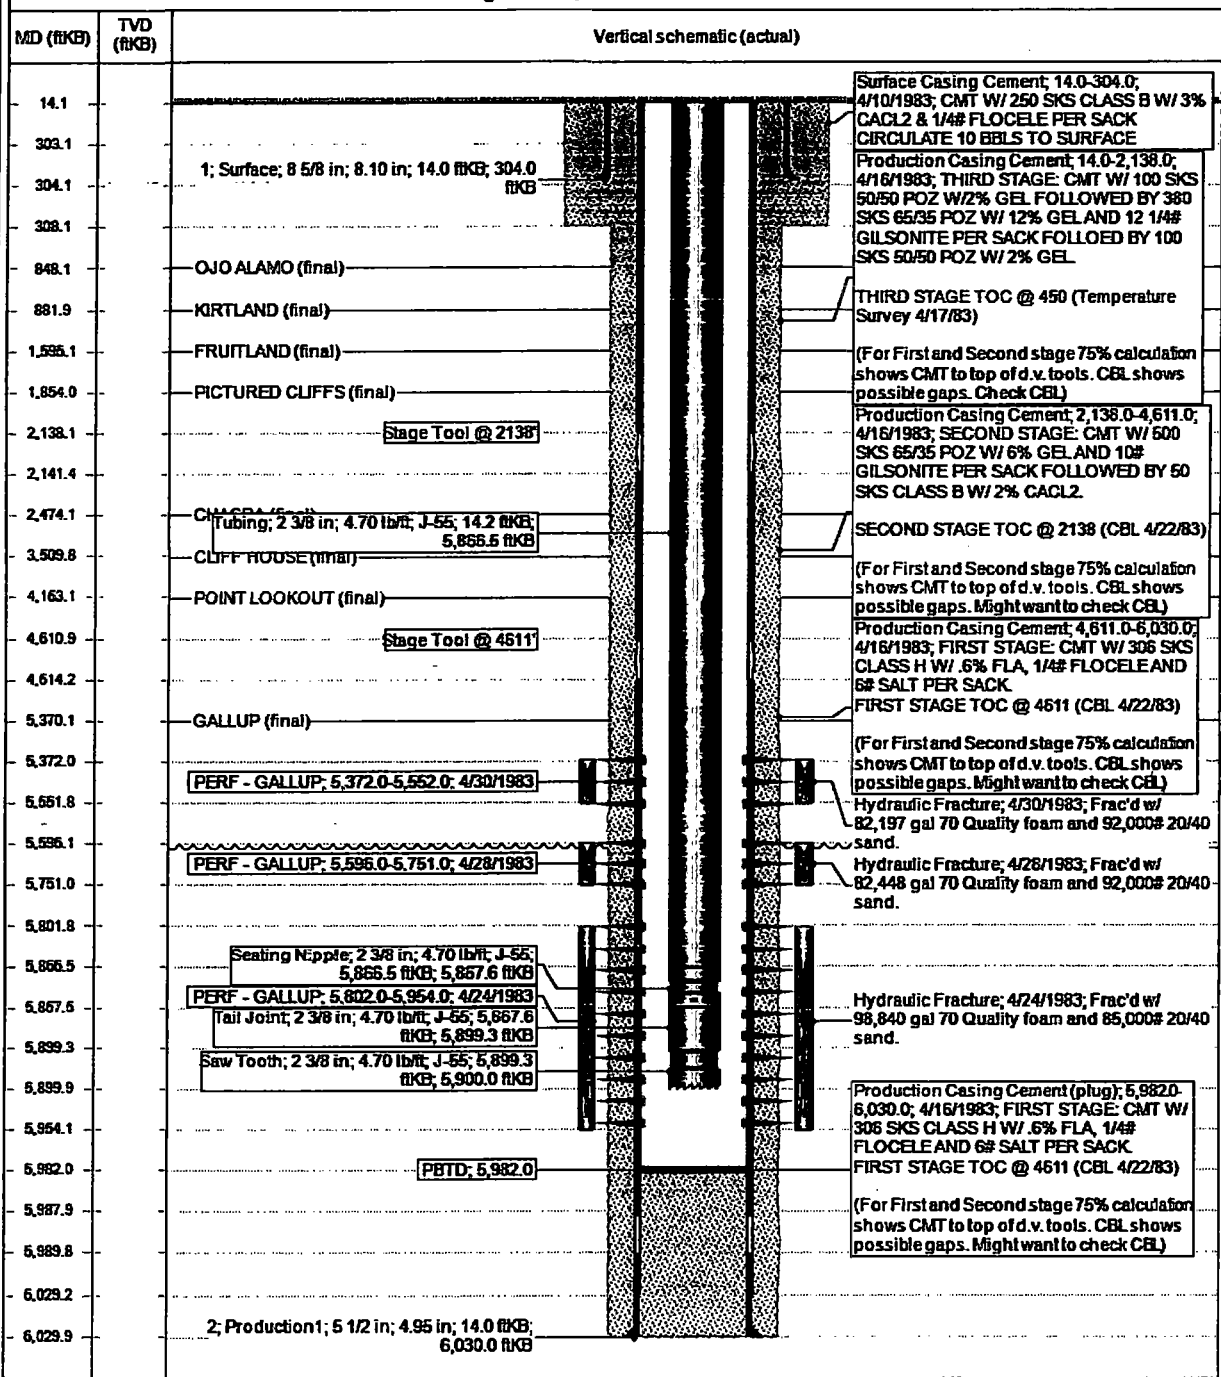 MD (ftKB)
TVD
(ftKB)
Vertical schematic (actual)
14.1
303.1
304.1
308.1
848.1
881.9
1,595.1
1,854.0
2,138.1
2,141.4
2,474.1
3,509.8
4,163.1
4,610.9
4,614.2
5,370.1
5,372.0
5,551.8
5,596.1
5,751.0
5,801.8
5,866.5
5,867.5
5,899.3
5,899.9
5,954.1
5,982.0
5,987.9
5,989.8
6,029.2
6,029.9
1; Surface; 8 5/8 in; 8.10 in; 14.0 ftKB; 304.0
ftKB
OJO ALAMO (final)
KIRTLAND (final)
FRUITLAND (final)
PICTURED CLIFFS (final)
Stage Tool @ 2138'
Tubing; 2 3/8 in; 4.70 lb/ft; J-55; 14.2 ftKB;
5,866.5 ftKB
CLIFF HOUSE (final)
POINT LOOKOUT (final)
Stage Tool @ 4611'
GALLUP (final)
PERF - GALLUP; 5,372.0-5,552.0; 4/30/1983
PERF - GALLUP; 5,596.0-5,751.0; 4/28/1983
Seating Nipple; 2 3/8 in; 4.70 lb/ft; J-55;
5,866.5 ftKB; 5,867.6 ftKB
PERF - GALLUP; 5,802.0-5,954.0; 4/24/1983
Tail Joint; 2 3/8 in; 4.70 lb/ft; J-55; 5,867.6
ftKB; 5,899.3 ftKB
Saw Tooth; 2 3/8 in; 4.70 lb/ft; J-55; 5,899.3
ftKB; 5,900.0 ftKB
PBTD; 5,982.0
2; Production1; 5 1/2 in; 4.95 in; 14.0 ftKB;
6,030.0 ftKB
Surface Casing Cement; 14.0-304.0;
4/10/1983; CMT W/ 250 SKS CLASS B W/ 3%
CACL2 & 1/4# FLOCELE PER SACK
CIRCULATE 10 BBLS TO SURFACE
Production Casing Cement; 14.0-2,138.0;
4/16/1983; THIRD STAGE: CMT W/ 100 SKS
50/50 POZ W/2% GEL FOLLOWED BY 380
SKS 65/35 POZ W/ 12% GEL AND 12 1/4#
GILSONITE PER SACK FOLLOED BY 100
SKS 50/50 POZ W/ 2% GEL.
THIRD STAGE TOC @ 450 (Temperature
Survey 4/17/83)
(For First and Second stage 75% calculation
shows CMT to top of d.v. tools. CBL shows
possible gaps. Check CBL)
Production Casing Cement; 2,138.0-4,611.0;
4/16/1983; SECOND STAGE: CMT W/ 500
SKS 65/35 POZ W/ 6% GEL AND 10#
GILSONITE PER SACK FOLLOWED BY 50
SKS CLASS B W/ 2% CACL2.
SECOND STAGE TOC @ 2138 (CBL 4/22/83)
(For First and Second stage 75% calculation
shows CMT to top of d.v. tools. CBL shows
possible gaps. Might want to check CBL)
Production Casing Cement; 4,611.0-6,030.0;
4/16/1983; FIRST STAGE: CMT W/ 306 SKS
CLASS H W/ .6% FLA, 1/4# FLOCELE AND
6# SALT PER SACK.
FIRST STAGE TOC @ 4611 (CBL 4/22/83)
(For First and Second stage 75% calculation
shows CMT to top of d.v. tools. CBL shows
possible gaps. Might want to check CBL)
Hydraulic Fracture; 4/30/1983; Frac'd w/
82,197 gal 70 Quality foam and 92,000# 20/40
sand.
Hydraulic Fracture; 4/28/1983; Frac'd w/
82,448 gal 70 Quality foam and 92,000# 20/40
sand.
Hydraulic Fracture; 4/24/1983; Frac'd w/
98,840 gal 70 Quality foam and 85,000# 20/40
sand.
Production Casing Cement (plug); 5,982.0-
6,030.0; 4/16/1983; FIRST STAGE: CMT W/
306 SKS CLASS H W/ .6% FLA, 1/4#
FLOCELE AND 6# SALT PER SACK
FIRST STAGE TOC @ 4611 (CBL 4/22/83)
(For First and Second stage 75% calculation
shows CMT to top of d.v. tools. CBL shows
possible gaps. Might want to check CBL)